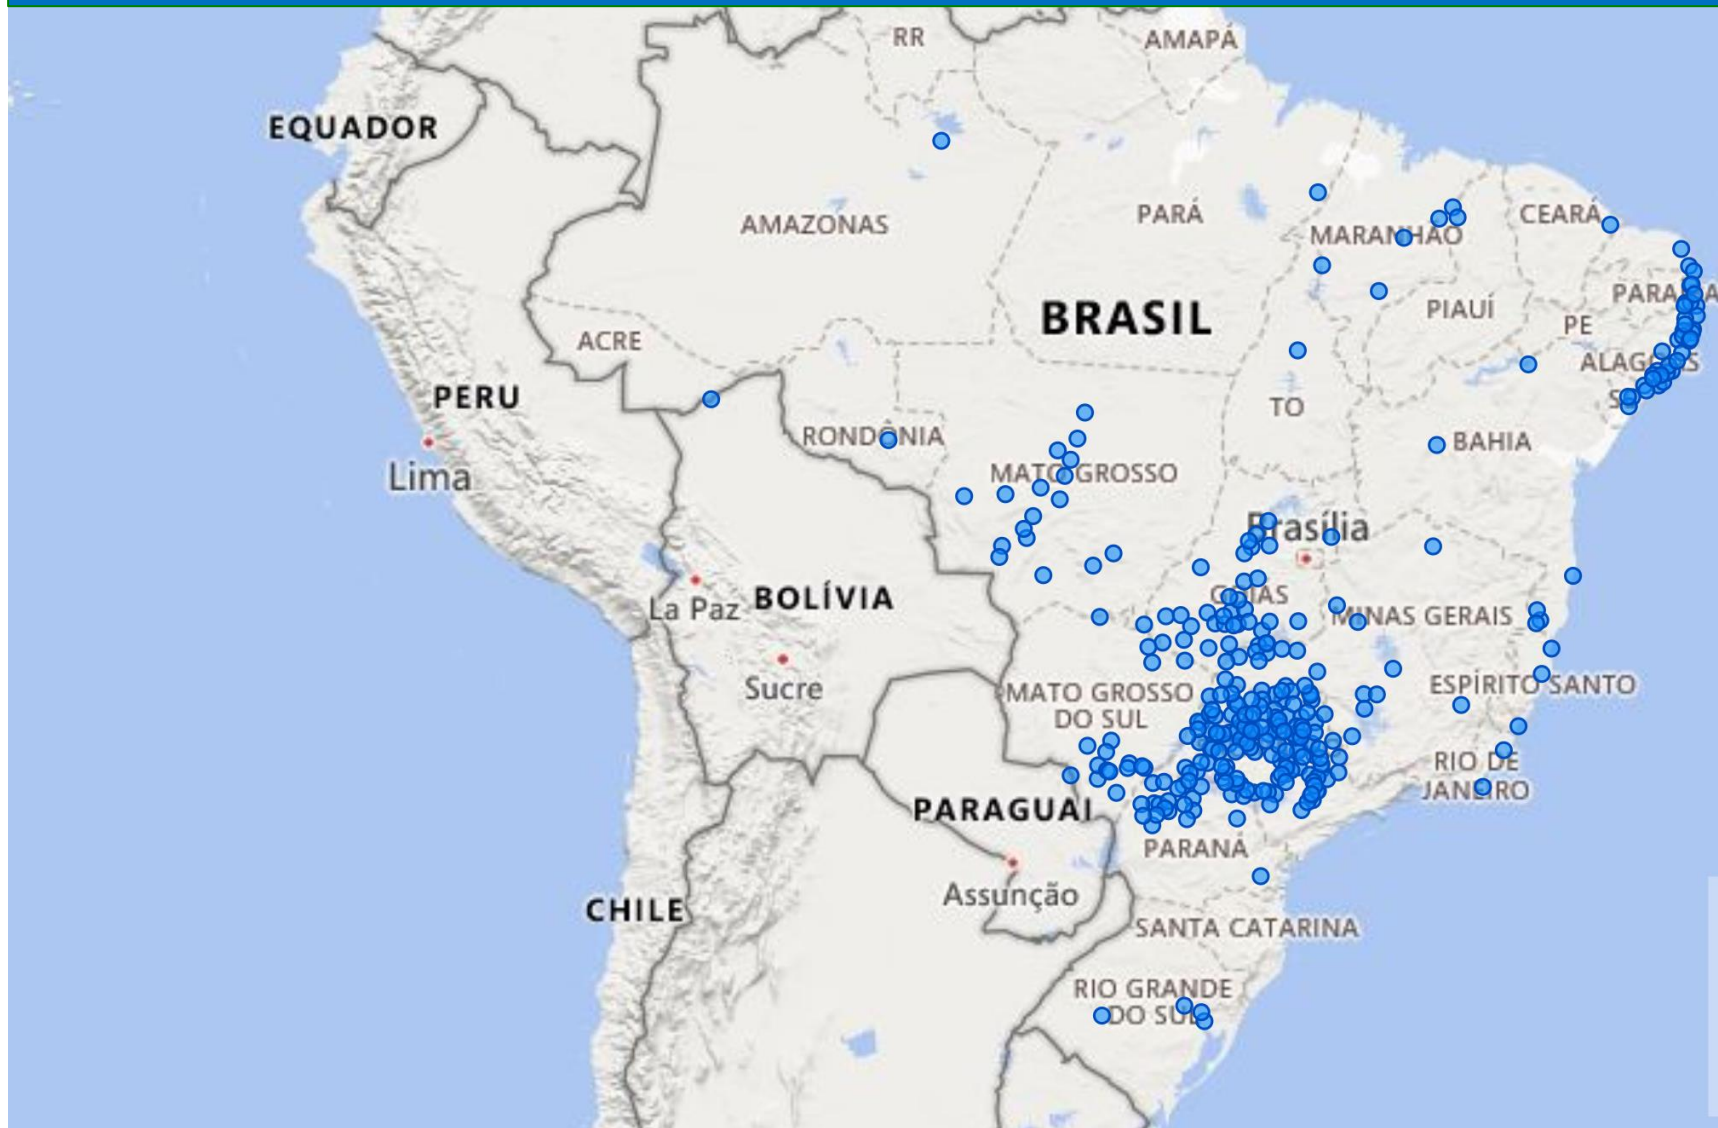 RR
AMAPÁ
EQUADOR
AMAZONAS
PARÁ
CEARÁ
MARANHÃO
BRASIL
PIAUÍ
PE
ACRE
ALAGOAS
PERU
TO
RONDÔNIA
BAHIA
Lima
MATO GROSSO
Brasília
La Paz
BOLÍVIA
GOIÁS
MINAS GERAIS
Sucre
MATO GROSSO
DO SUL
ESPÍRITO SANTO
RIO DE
JANEIRO
PARAGUAI
PARANÁ
Assunção
CHILE
SANTA CATARINA
RIO GRANDE
DO SUL